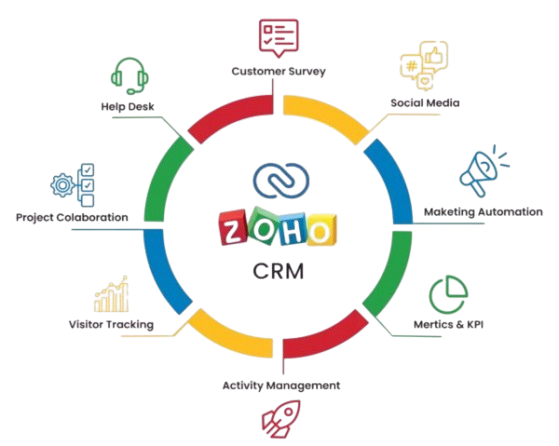 Customer Survey
Social Media
Help Desk
Project Colaboration
Maketing Automation
ZOHO
CRM
Visitor Tracking
Mertics & KPI
Activity Management